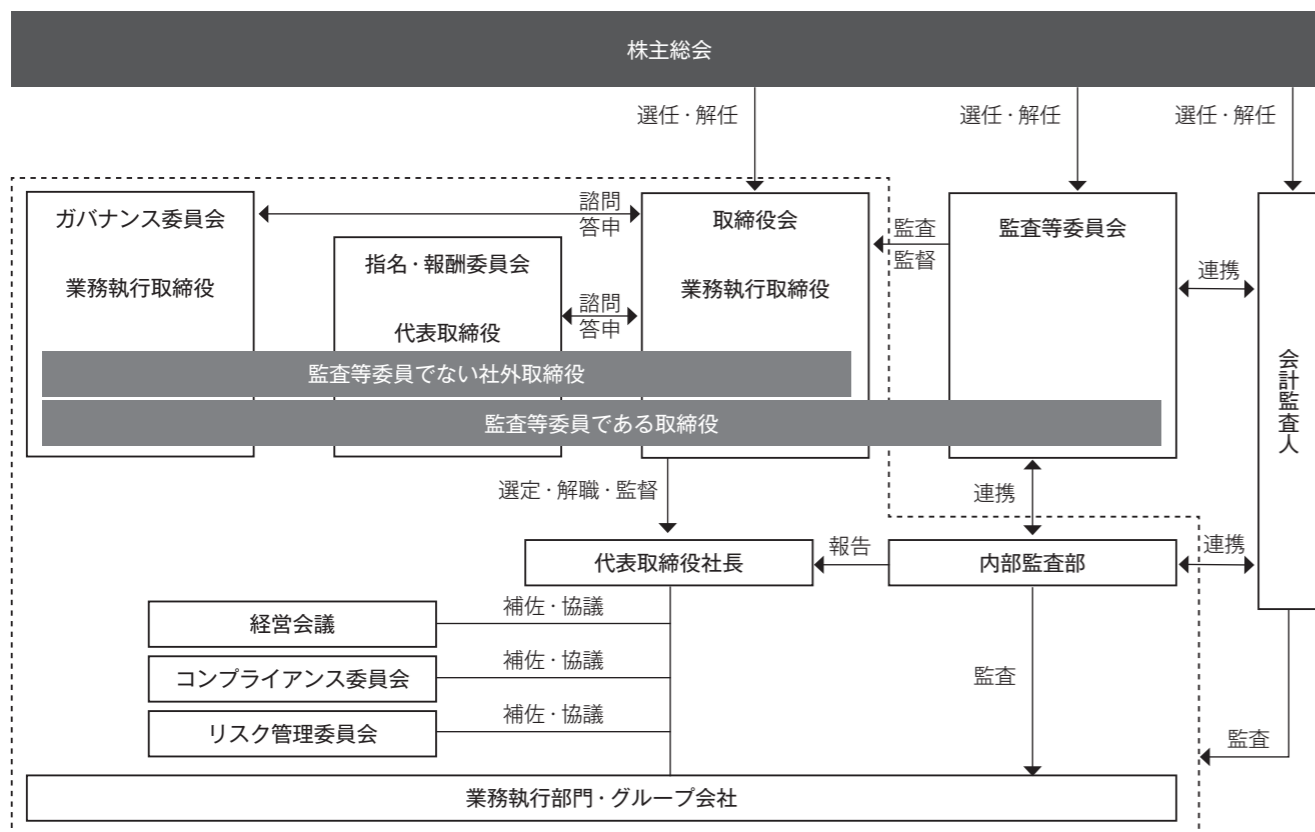 株主総会
選任・解任
選任・解任
選任・解任
ガバナンス委員会
業務執行取締役
諮問
答申
指名・報酬委員会
代表取締役
諮問
答申
取締役会
業務執行取締役
監査
監督
監査等委員会
連携
会計監査人
監査等委員でない社外取締役
監査等委員である取締役
選定・解職・監督
連携
代表取締役社長
報告
内部監査部
連携
経営会議
補佐・協議
コンプライアンス委員会
補佐・協議
リスク管理委員会
補佐・協議
監査
監査
業務執行部門・グループ会社